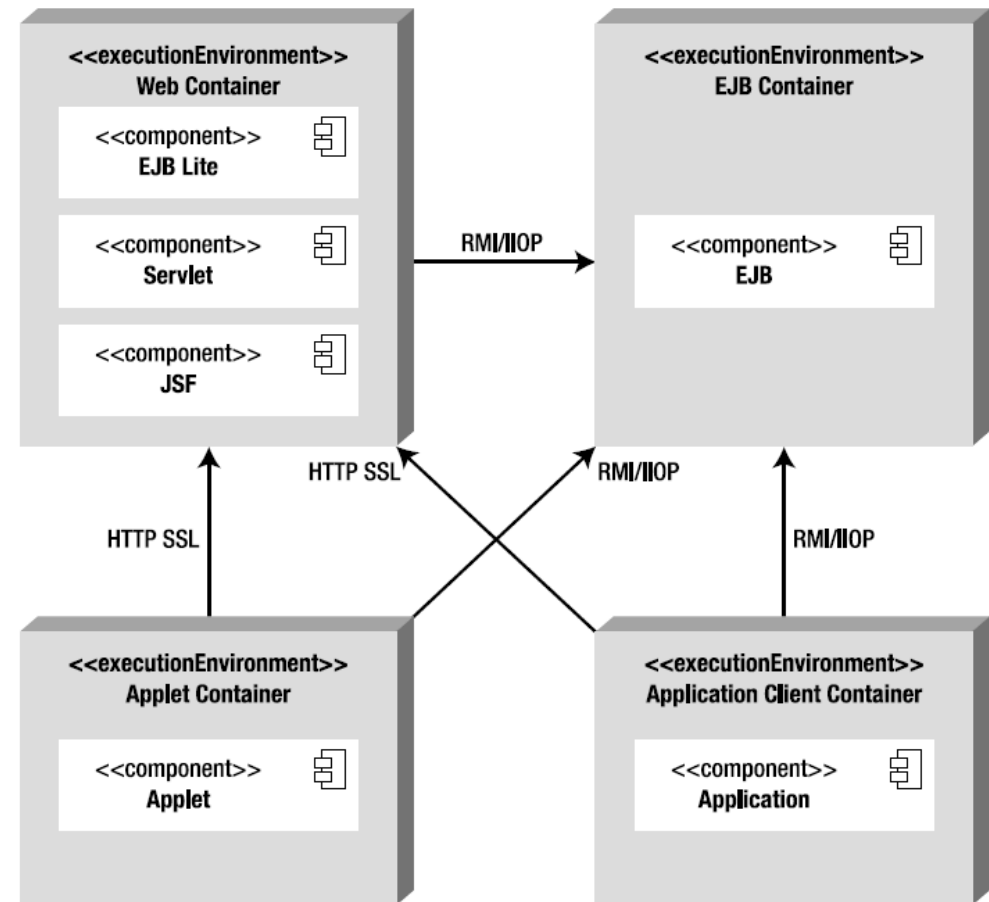 <<executionEnvironment>>
Web Container
<<component>>
EJB Lite
<<component>>
Servlet
<<component>>
JSF
RMI/IIOP
<<executionEnvironment>>
EJB Container
<<component>>
EJB
HTTP SSL
HTTP SSL
RMI/IIOP
RMI/IIOP
<<executionEnvironment>>
Applet Container
<<component>>
Applet
<<executionEnvironment>>
Application Client Container
<<component>>
Application